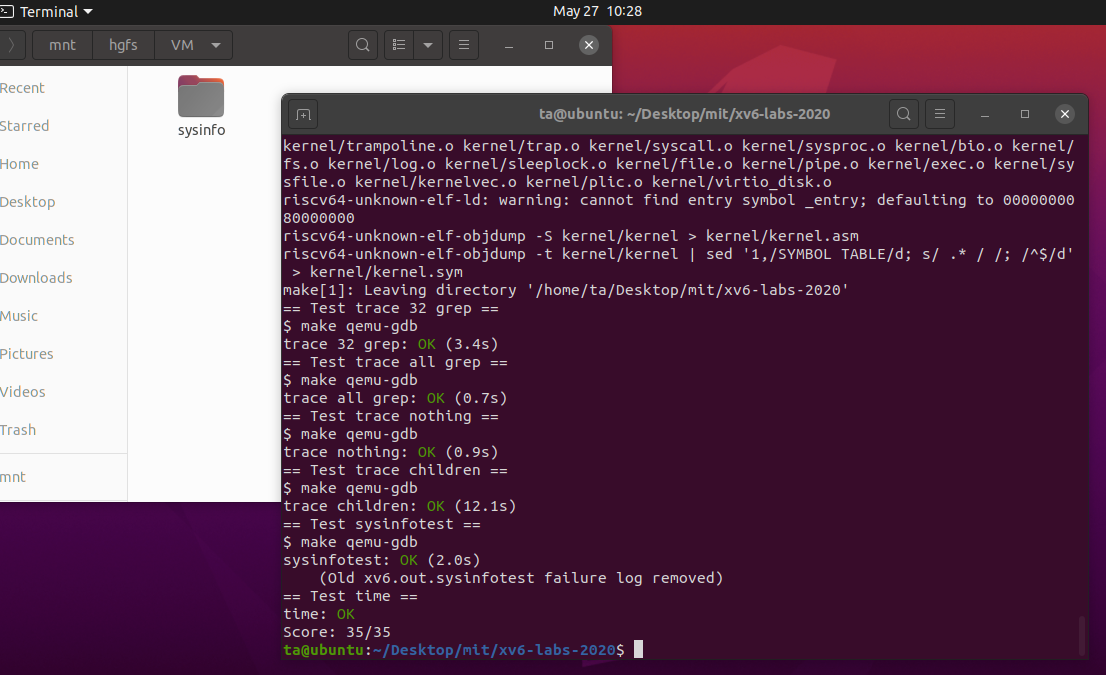 Terminal
May 27 10:28
mnt
hgfs
VM
Recent
Starred
Home
Desktop
Documents
Downloads
Music
Pictures
Videos
Trash
mnt
sysinfo
ta@ubuntu: ~/Desktop/mit/xv6-labs-2020
kernel/trampoline.o kernel/trap.o kernel/syscall.o kernel/sysproc.o kernel/bio.o kernel/
fs.o kernel/log.o kernel/sleeplock.o kernel/file.o kernel/pipe.o kernel/exec.o kernel/sy
sfile.o kernel/kernelvec.o kernel/plic.o kernel/virtio_disk.o
riscv64-unknown-elf-ld: warning: cannot find entry symbol _entry; defaulting to 00000000
80000000
riscv64-unknown-elf-objdump -S kernel/kernel > kernel/kernel.asm
riscv64-unknown-elf-objdump -t kernel/kernel | sed '1,/SYMBOL TABLE/d; s/ .* / /; /^$/d'
 > kernel/kernel.sym
make[1]: Leaving directory '/home/ta/Desktop/mit/xv6-labs-2020'
== Test trace 32 grep ==
$ make qemu-gdb
trace 32 grep: OK (3.4s)
== Test trace all grep ==
$ make qemu-gdb
trace all grep: OK (0.7s)
== Test trace nothing ==
$ make qemu-gdb
trace nothing: OK (0.9s)
== Test trace children ==
$ make qemu-gdb
trace children: OK (12.1s)
== Test sysinfotest ==
$ make qemu-gdb
sysinfotest: OK (2.0s)
    (Old xv6.out.sysinfotest failure log removed)
== Test time ==
time: OK
Score: 35/35
ta@ubuntu:~/Desktop/mit/xv6-labs-2020$